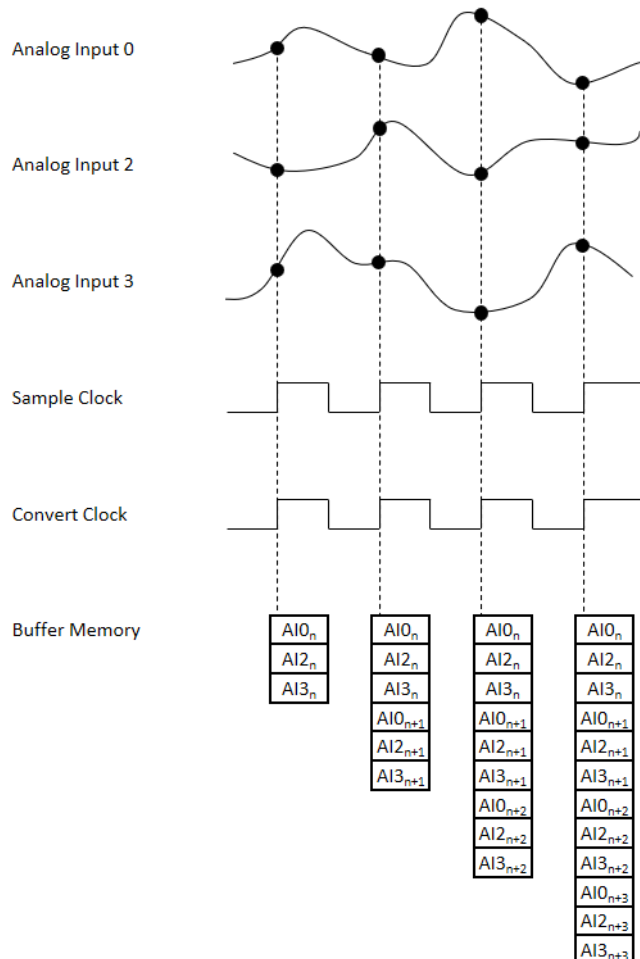 Analog Input 0
Analog Input 2
Analog Input 3
Sample Clock
Convert Clock
Buffer Memory
AI0n AI0n AI0n AI0n
AI2n AI2n AI2n AI2n
AI3n AI3n AI3n AI3n
AI0n+1 AI0n+1 AI0n+1
AI2n+1 AI2n+1 AI2n+1
AI3n+1 AI3n+1 AI3n+1
AI0n+2 AI0n+2
AI2n+2 AI2n+2
AI3n+2 AI3n+2
AI0n+3
AI2n+3
AI3n+3